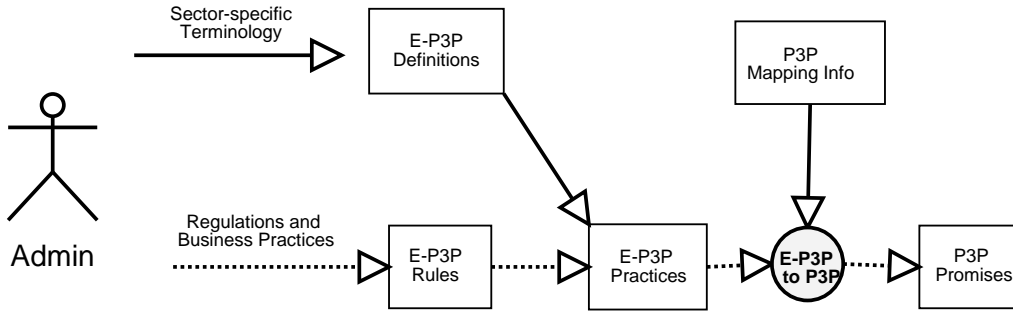 Sector-specific
Terminology
E-P3P
Definitions
P3P
Mapping Info
Admin
Regulations and
Business Practices
E-P3P
Rules
E-P3P
Practices
E-P3P
to P3P
P3P
Promises